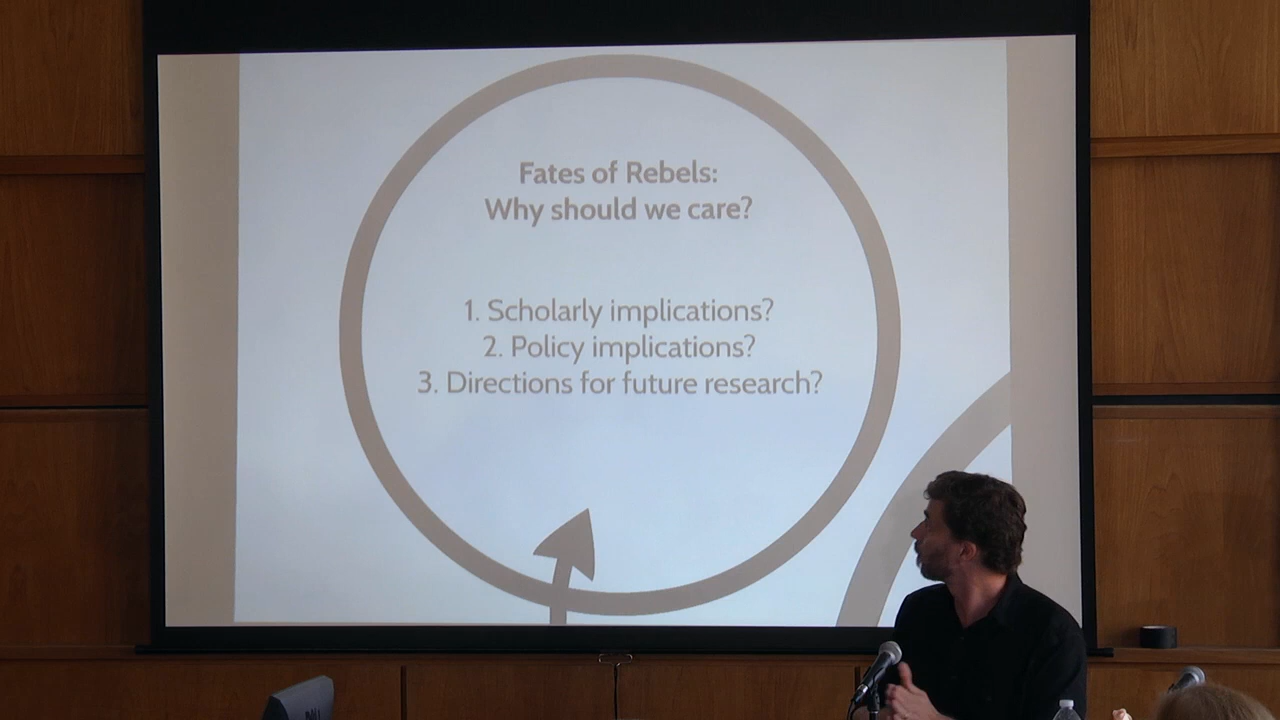 Fates of Rebels:
Why should we care?
1. Scholarly implications?
2. Policy implications?
3. Directions for future research?